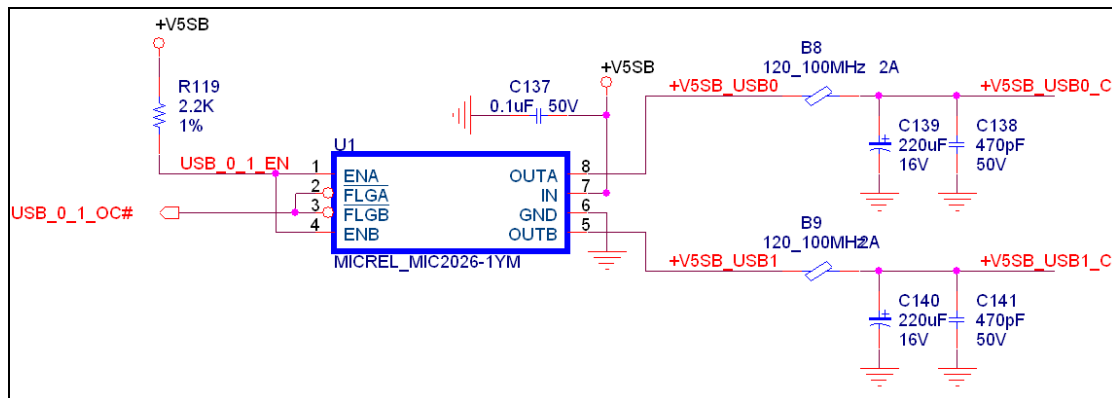 +V5SB
R119
2.2K
1%
USB_0_1_EN
USB_0_1_OC#
C137
0.1uF 50V
+V5SB
U1
1 ENA
2 FLGA
3 FLGB
4 ENB
OUTA 8
IN 7
GND 6
OUTB 5
MICREL_MIC2026-1YM
+V5SB_USB0
B8
120_100MHz 2A
+V5SB_USB0_C
C139
220uF
16V
C138
470pF
50V
+V5SB_USB1
B9
120_100MHz2A
+V5SB_USB1_C
C140
220uF
16V
C141
470pF
50V